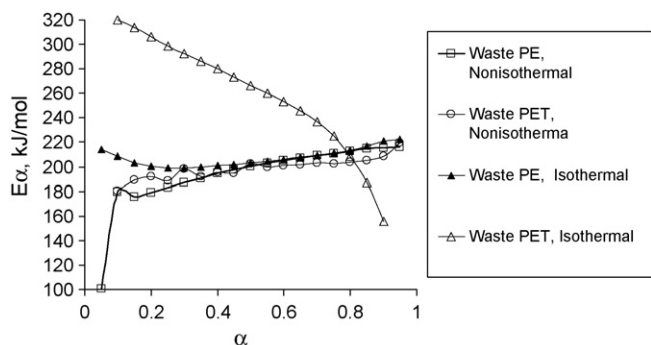 320
300
280
260
240
220
200
180
160
140
120
100
Eα, kJ/mol
0
0.2
0.4
0.6
0.8
1
α
Waste PE,
Nonisothermal
Waste PET,
Nonisotherma
Waste PE, Isothermal
Waste PET, Isothermal